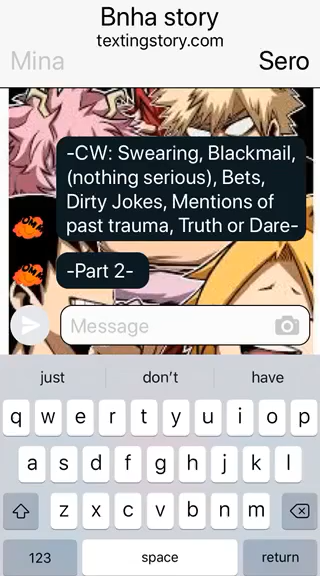 Bnha story
textingstory.com
Mina
Sero
-CW: Swearing, Blackmail,
(nothing serious), Bets,
Dirty Jokes, Mentions of
past trauma, Truth or Dare-
-Part 2-
Message
just don't have
q w e r t y u i o p
a s d f g h j k l
z x c v b n m
123 space return